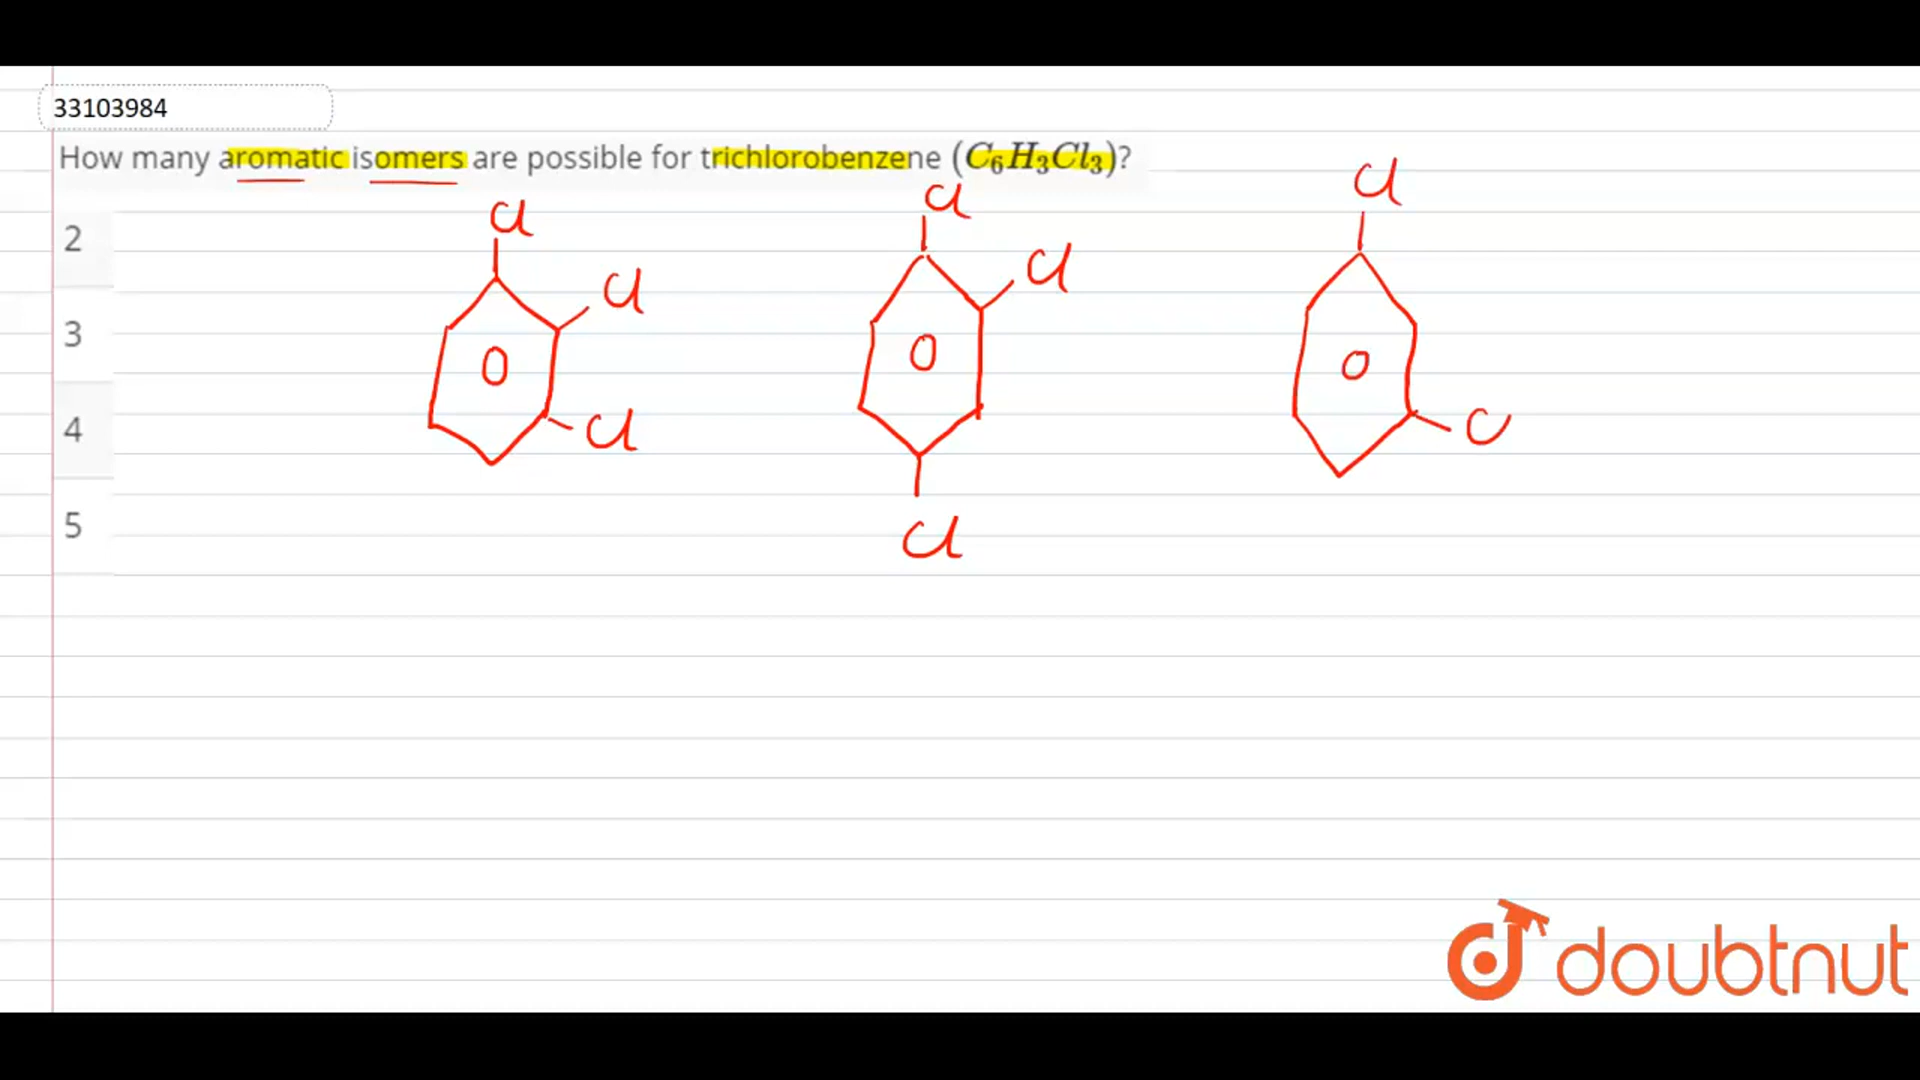 33103984
How many aromatic isomers are possible for trichlorobenzene (C₆H₃Cl₃)?
2
3
4
5
Cl
Cl
Cl
Cl
Cl
Cl
Cl
C
doubtnut